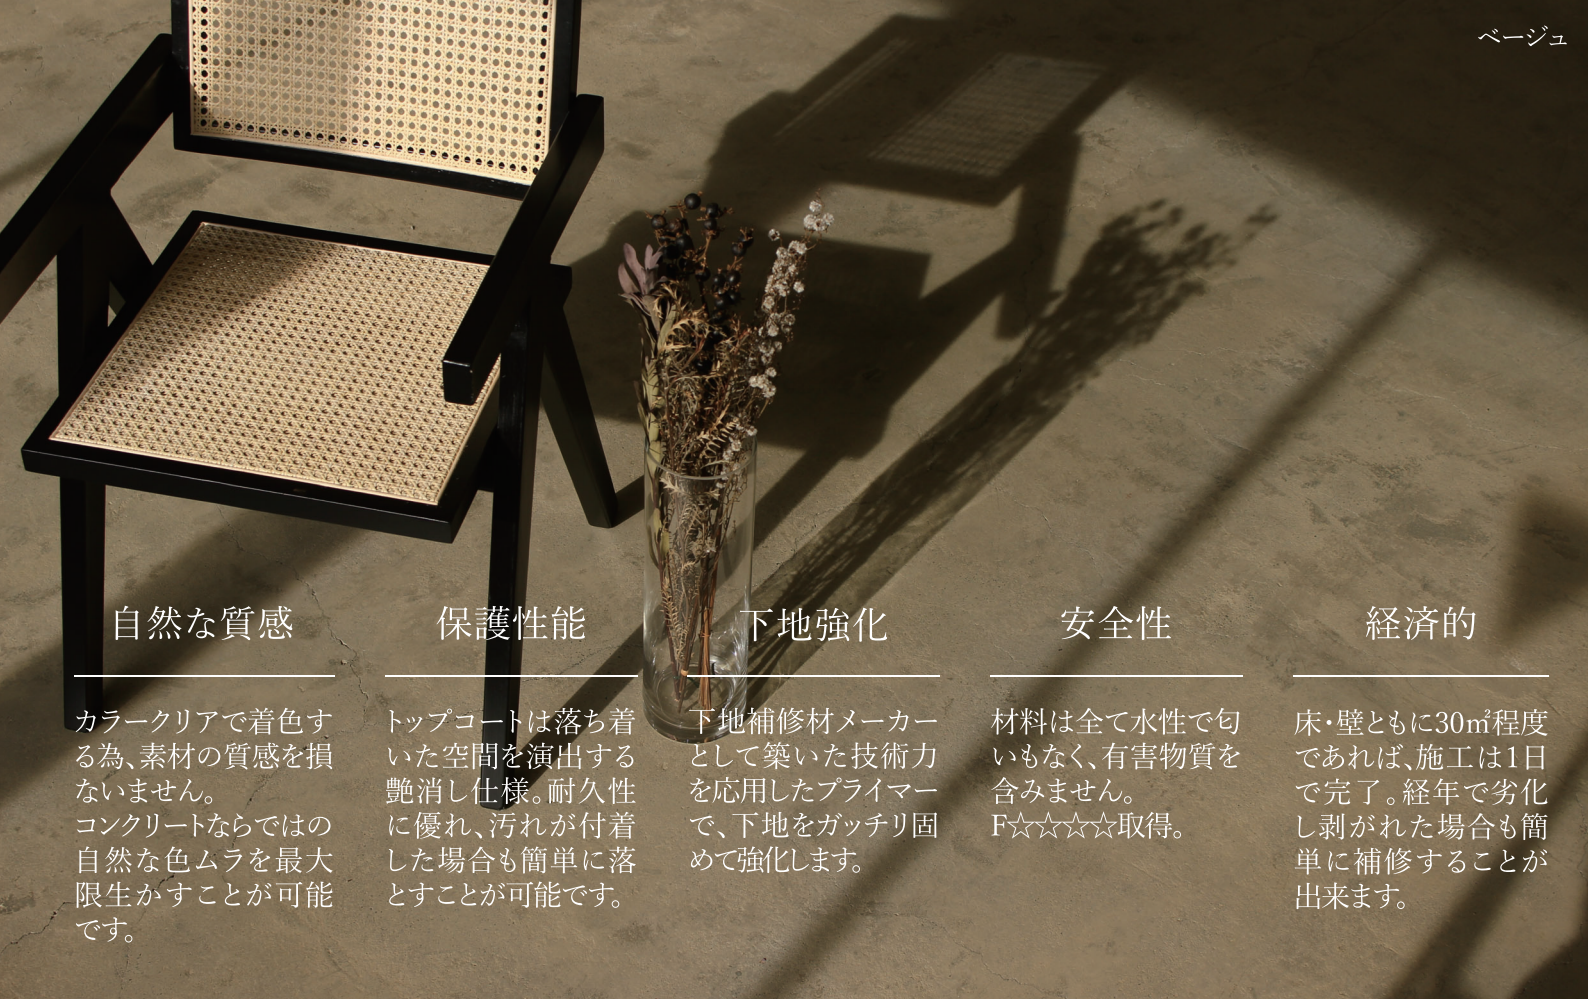 ベージュ
自然な質感
カラークリアで着色す
る為、素材の質感を損
ないません。
コンクリートならではの
自然な色ムラを最大
限生かすことが可能
です。
保護性能
トップコートは落ち着
いた空間を演出する
艶消し仕様。耐久性
に優れ、汚れが付着
した場合も簡単に落
とすことが可能です。
下地強化
下地補修材メーカー
として築いた技術力
を応用したプライマー
で、下地をガッチリ固
めて強化します。
安全性
材料は全て水性で匂
いもなく、有害物質を
含みません。
F☆☆☆☆取得。
経済的
床・壁ともに30㎡程度
であれば、施工は1日
で完了。経年で劣化
し剥がれた場合も簡
単に補修することが
出来ます。